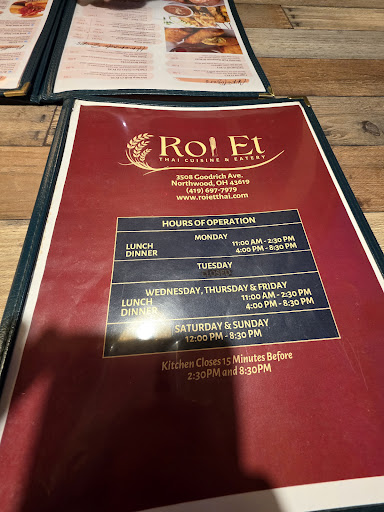 Roi Et
THAI CUISINE & EATERY
3508 Goodrich Ave.
Northwood, OH 43619
(419) 697-7979
www.roietthai.com
HOURS OF OPERATION
MONDAY
LUNCH 11:00 AM - 2:30 PM
DINNER 4:00 PM - 8:30 PM
TUESDAY
WEDNESDAY, THURSDAY & FRIDAY
LUNCH 11:00 AM - 2:30 PM
DINNER 4:00 PM - 8:30 PM
SATURDAY & SUNDAY
12:00 PM - 8:30 PM
Kitchen Closes 15 Minutes Before
2:30PM and 8:30PM